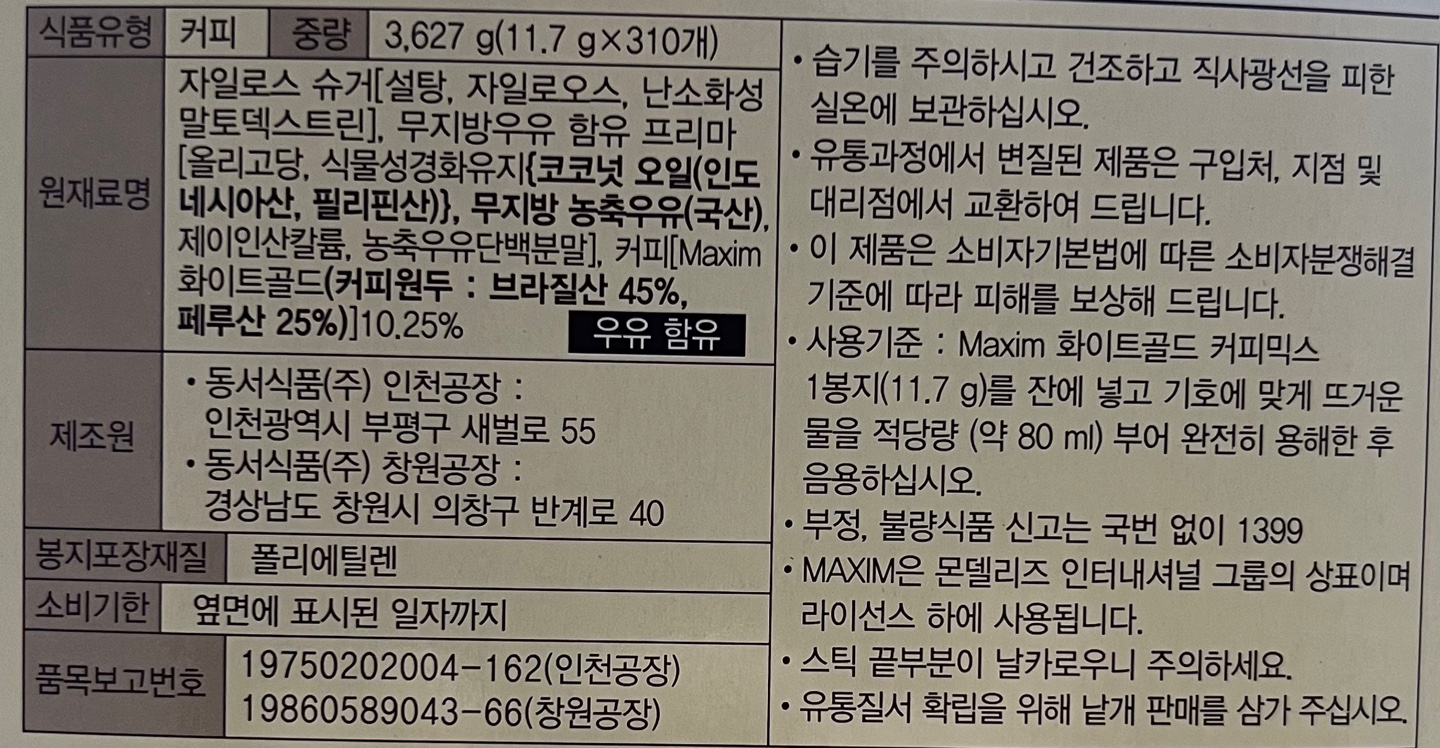 식품유형 커피 중량 3,627 g(11.7 g×310개)
원재료명
자일로스 슈거[설탕, 자일로오스, 난소화성
말토덱스트린], 무지방우유 함유 프리마
[올리고당, 식물성경화유지{코코넛 오일(인도
네시아산, 필리핀산)}, 무지방 농축우유(국산),
제이인산칼륨, 농축우유단백분말], 커피[Maxim
화이트골드(커피원두 : 브라질산 45%,
페루산 25%)]10.25%
우유 함유
제조원
• 동서식품(주) 인천공장 :
인천광역시 부평구 새벌로 55
• 동서식품(주) 창원공장 :
경상남도 창원시 의창구 반계로 40
봉지포장재질 폴리에틸렌
소비기한 옆면에 표시된 일자까지
품목보고번호
19750202004-162(인천공장)
19860589043-66(창원공장)
• 습기를 주의하시고 건조하고 직사광선을 피한
실온에 보관하십시오.
• 유통과정에서 변질된 제품은 구입처, 지점 및
대리점에서 교환하여 드립니다.
• 이 제품은 소비자기본법에 따른 소비자분쟁해결
기준에 따라 피해를 보상해 드립니다.
• 사용기준 : Maxim 화이트골드 커피믹스
1봉지(11.7 g)를 잔에 넣고 기호에 맞게 뜨거운
물을 적당량 (약 80 ml) 부어 완전히 용해한 후
음용하십시오.
• 부정, 불량식품 신고는 국번 없이 1399
• MAXIM은 몬델리즈 인터내셔널 그룹의 상표이며
라이선스 하에 사용됩니다.
• 스틱 끝부분이 날카로우니 주의하세요.
• 유통질서 확립을 위해 낱개 판매를 삼가 주십시오.